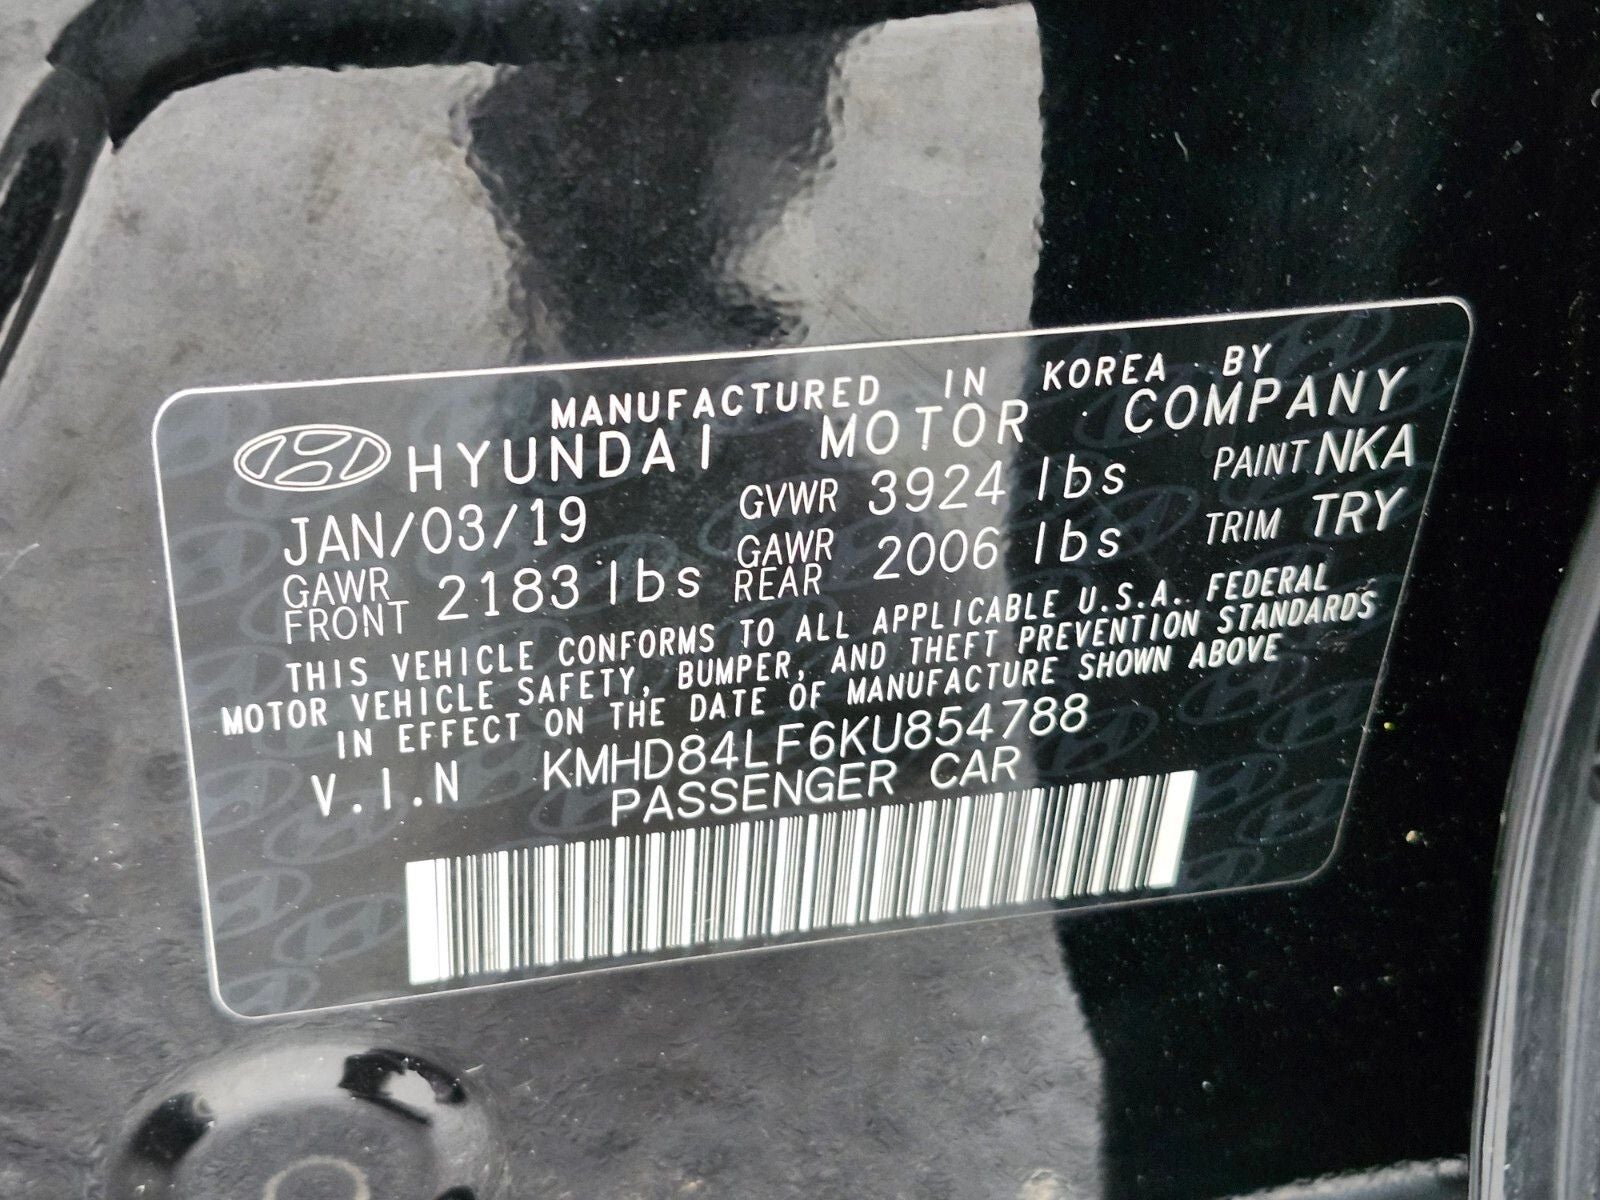 MANUFACTURED IN KOREA BY
HYUNDAI MOTOR COMPANY
JAN/03/19 GVWR 3924 lbs PAINT NKA
GAWR FRONT 2183 lbs GAWR REAR 2006 lbs TRIM TRY
THIS VEHICLE CONFORMS TO ALL APPLICABLE U.S.A. FEDERAL
MOTOR VEHICLE SAFETY, BUMPER, AND THEFT PREVENTION STANDARDS
IN EFFECT ON THE DATE OF MANUFACTURE SHOWN ABOVE
V.I.N KMHD84LF6KU854788
PASSENGER CAR